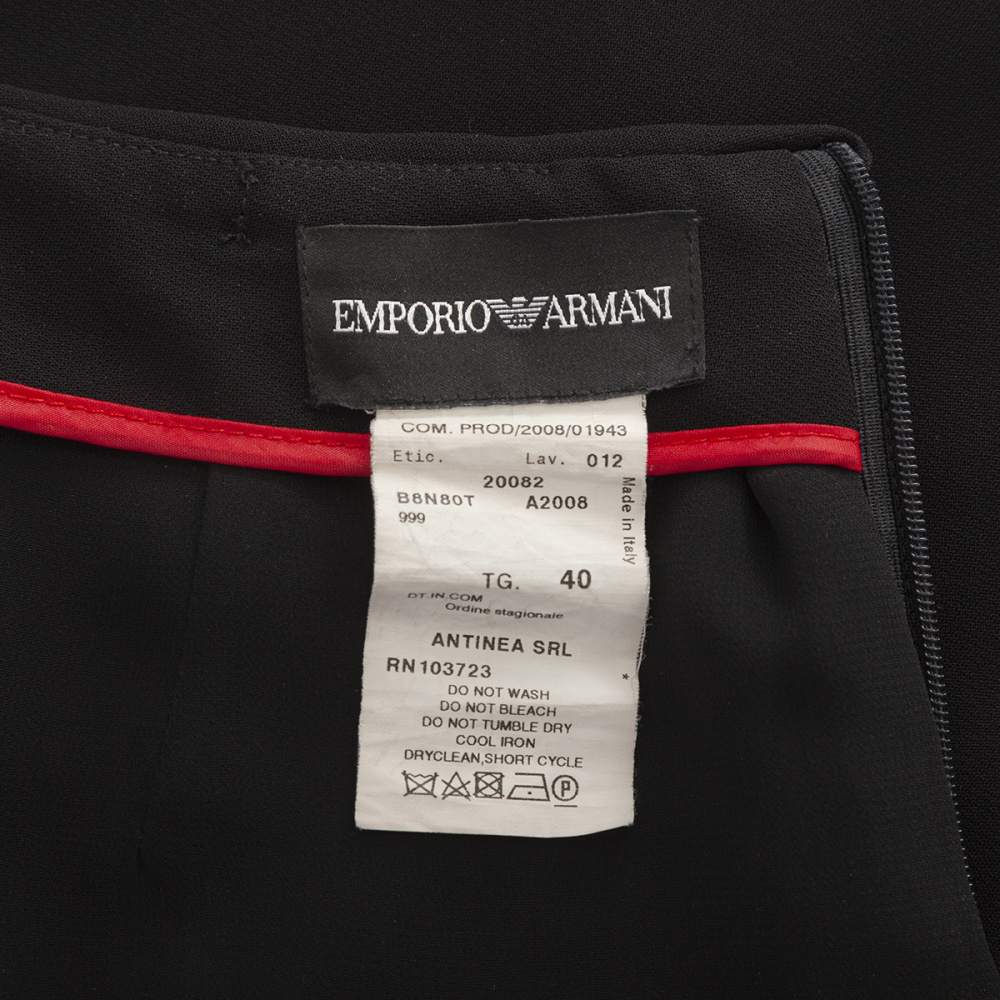 EMPORIO ARMANI
COM. PROD/2008/01943
Etic. Lav. 012
20082
B8N80T A2008
999
Made in Italy
TG. 40
DT.IN.COM
Ordine stagionale
ANTINEA SRL
RN103723
*
DO NOT WASH
DO NOT BLEACH
DO NOT TUMBLE DRY
COOL IRON
DRYCLEAN,SHORT CYCLE
P